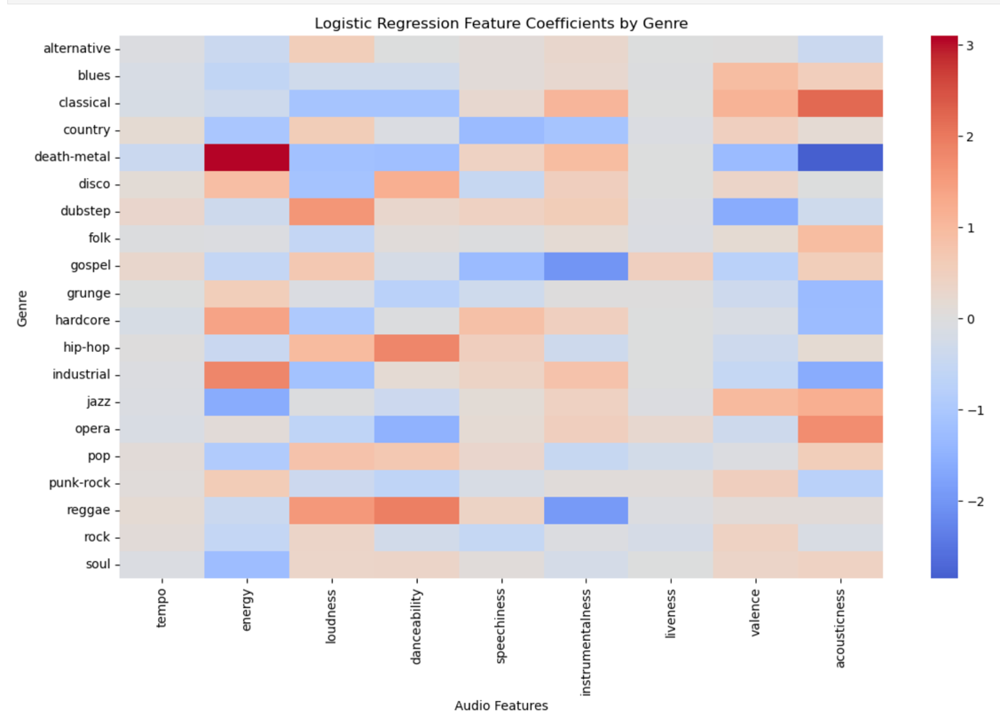 Logistic Regression Feature Coefficients by Genre
alternative
blues
classical
country
death-metal
disco
dubstep
folk
gospel
grunge
hardcore
hip-hop
industrial
jazz
opera
pop
punk-rock
reggae
rock
soul
Genre
tempo
energy
loudness
danceability
speechiness
instrumentalness
liveness
valence
acousticness
Audio Features
3
2
1
0
−1
−2